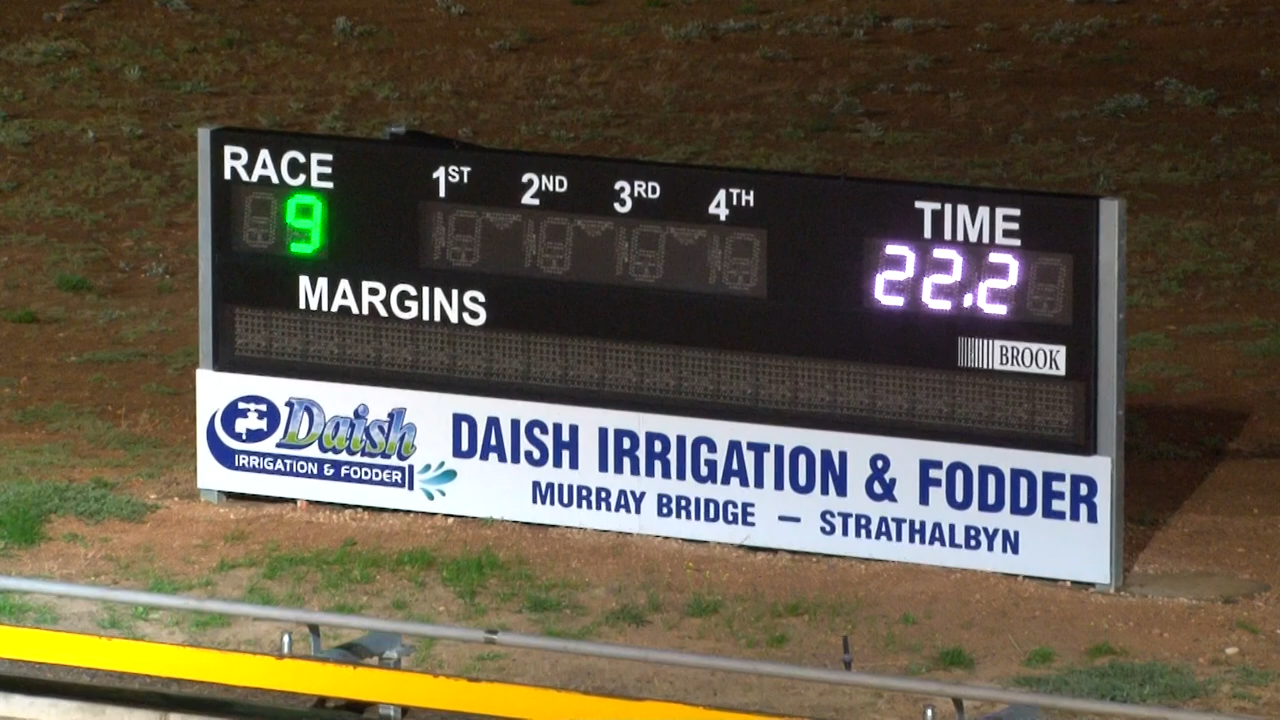 RACE 1ST 2ND 3RD 4TH TIME
9 22.2
MARGINS
BROOK
Daish
IRRIGATION & FODDER
DAISH IRRIGATION & FODDER
MURRAY BRIDGE – STRATHALBYN